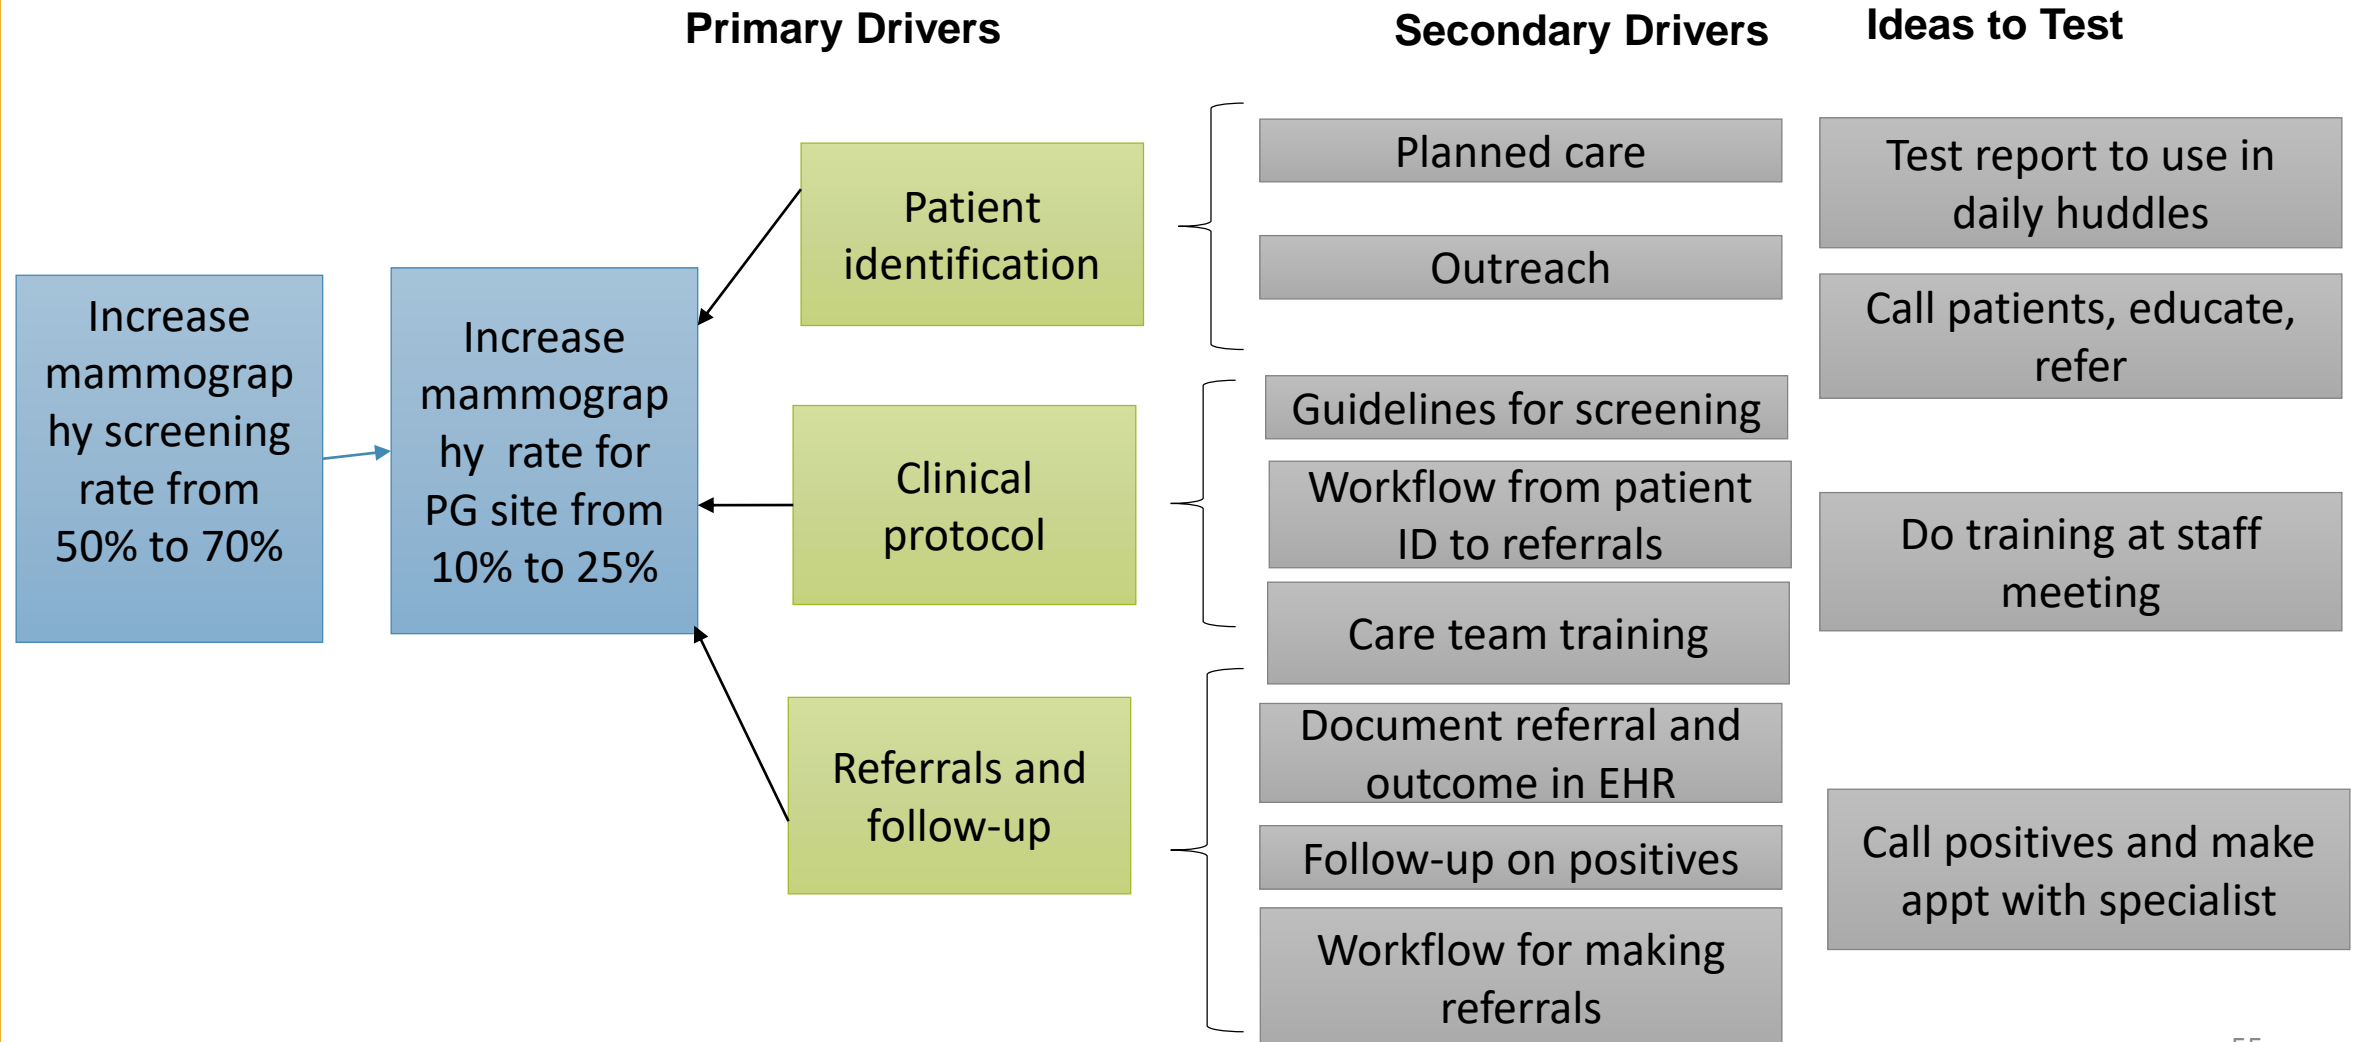 Primary Drivers
Secondary Drivers
Ideas to Test
Increase
mammograp
hy screening
rate from
50% to 70%
Increase
mammograp
hy rate for
PG site from
10% to 25%
Patient
identification
Clinical
protocol
Referrals and
follow-up
Planned care
Outreach
Guidelines for screening
Workflow from patient
ID to referrals
Care team training
Document referral and
outcome in EHR
Follow-up on positives
Workflow for making
referrals
Test report to use in
daily huddles
Call patients, educate,
refer
Do training at staff
meeting
Call positives and make
appt with specialist